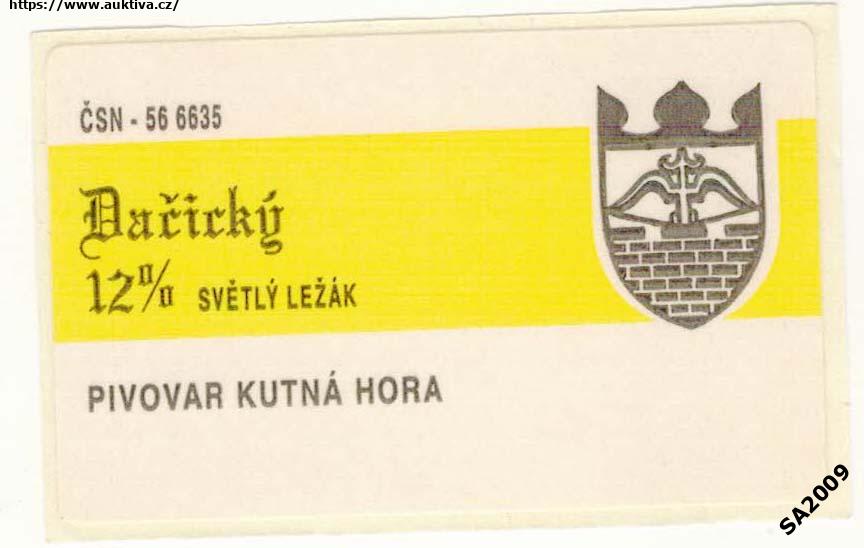 https://www.auktiva.cz/
ČSN - 56 6635
Dačický
12% SVĚTLÝ LEŽÁK
PIVOVAR KUTNÁ HORA
SA2009